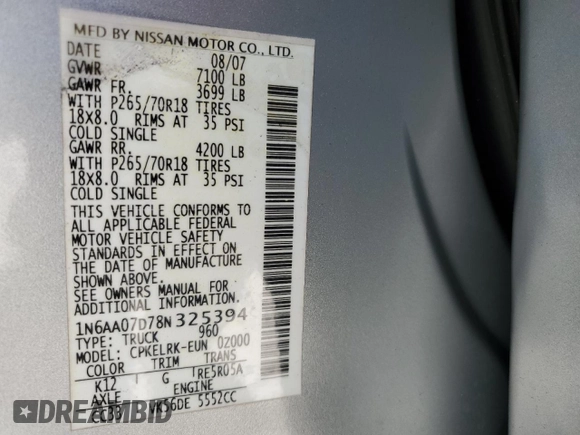 MFD BY NISSAN MOTOR CO., LTD.
DATE 08/07
GVWR 7100 LB
GAWR FR. 3699 LB
WITH P265/70R18 TIRES
18X8.0 RIMS AT 35 PSI
COLD SINGLE
GAWR RR. 4200 LB
WITH P265/70R18 TIRES
18X8.0 RIMS AT 35 PSI
COLD SINGLE
THIS VEHICLE CONFORMS TO
ALL APPLICABLE FEDERAL
MOTOR VEHICLE SAFETY
STANDARDS IN EFFECT ON
THE DATE OF MANUFACTURE
SHOWN ABOVE.
SEE OWNERS MANUAL FOR
ADDITIONAL INFORMATION.
1N6AA07D78N325394
TYPE: TRUCK 960
MODEL: CPKELRK-EUN 0Z000
COLOR TRIM TRANS
K12 G RE5R05A
AXLE ENGINE
VK56DE 5552CC
DREAMBID